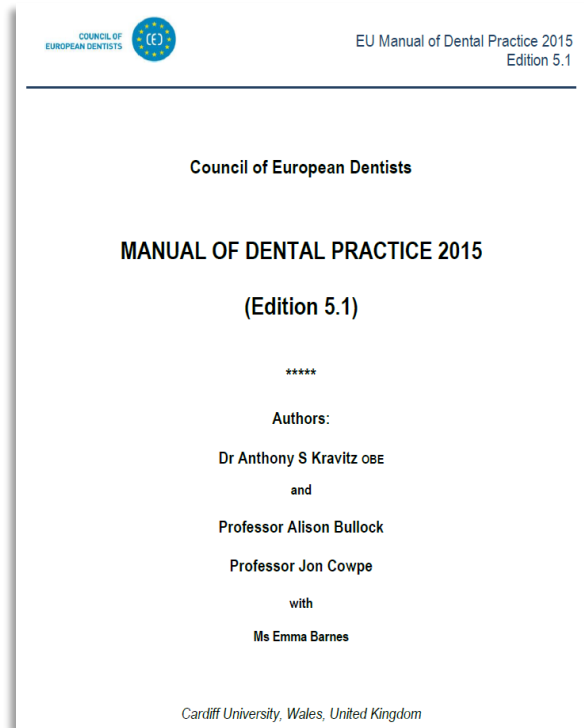 COUNCIL OF
EUROPEAN DENTISTS
CED
EU Manual of Dental Practice 2015
Edition 5.1
Council of European Dentists
MANUAL OF DENTAL PRACTICE 2015
(Edition 5.1)
*****
Authors:
Dr Anthony S Kravitz OBE
and
Professor Alison Bullock
Professor Jon Cowpe
with
Ms Emma Barnes
Cardiff University, Wales, United Kingdom